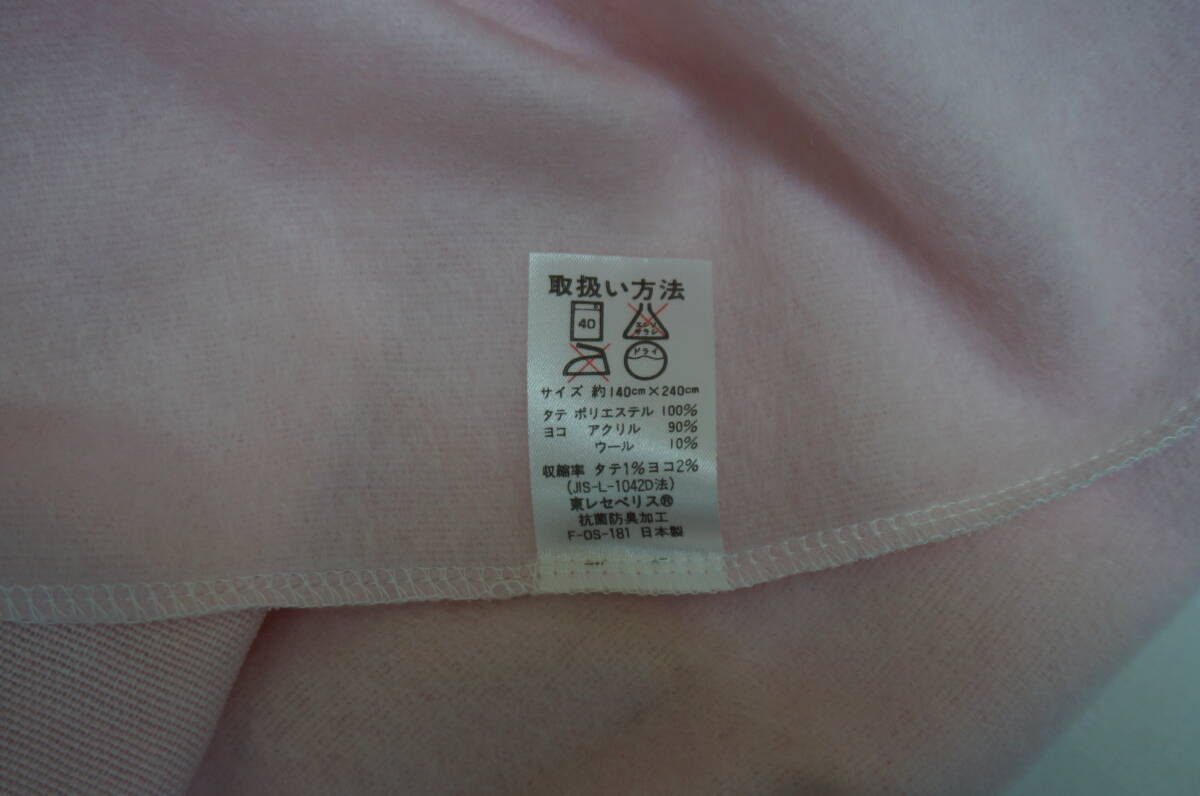 取扱い方法
40
エンソ
サラシ
ドライ
サイズ 約140cm×240cm
タテ ポリエステル 100%
ヨコ アクリル 90%
ウール 10%
収縮率 タテ1%ヨコ2%
(JIS-L-1042D法)
東レセベリス®
抗菌防臭加工
F-OS-181 日本製